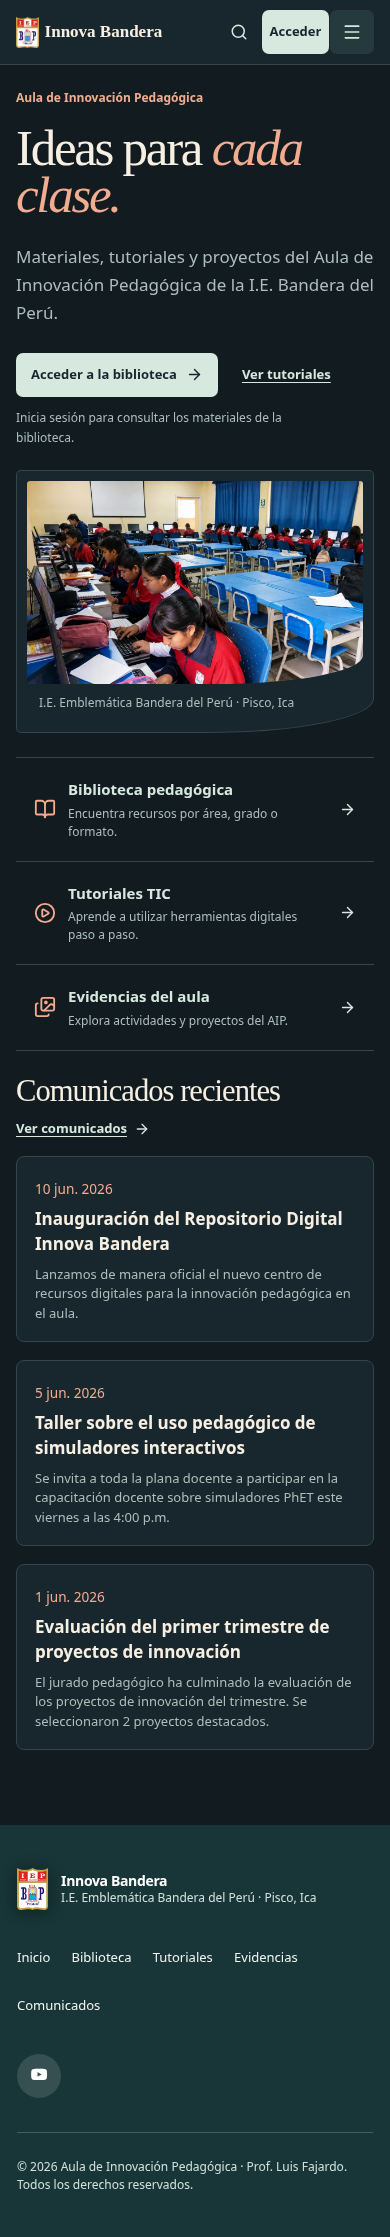 Innova Bandera
Acceder
Aula de Innovación Pedagógica
Ideas para cada
clase.
Materiales, tutoriales y proyectos del Aula de
Innovación Pedagógica de la I.E. Bandera del
Perú.
Acceder a la biblioteca
Ver tutoriales
Inicia sesión para consultar los materiales de la
biblioteca.
I.E. Emblemática Bandera del Perú · Pisco, Ica
Biblioteca pedagógica
Encuentra recursos por área, grado o
formato.
Tutoriales TIC
Aprende a utilizar herramientas digitales
paso a paso.
Evidencias del aula
Explora actividades y proyectos del AIP.
Comunicados recientes
Ver comunicados
10 jun. 2026
Inauguración del Repositorio Digital
Innova Bandera
Lanzamos de manera oficial el nuevo centro de
recursos digitales para la innovación pedagógica en
el aula.
5 jun. 2026
Taller sobre el uso pedagógico de
simuladores interactivos
Se invita a toda la plana docente a participar en la
capacitación docente sobre simuladores PhET este
viernes a las 4:00 p.m.
1 jun. 2026
Evaluación del primer trimestre de
proyectos de innovación
El jurado pedagógico ha culminado la evaluación de
los proyectos de innovación del trimestre. Se
seleccionaron 2 proyectos destacados.
I E P
B P
Innova Bandera
I.E. Emblemática Bandera del Perú · Pisco, Ica
Inicio Biblioteca Tutoriales Evidencias
Comunicados
© 2026 Aula de Innovación Pedagógica · Prof. Luis Fajardo.
Todos los derechos reservados.